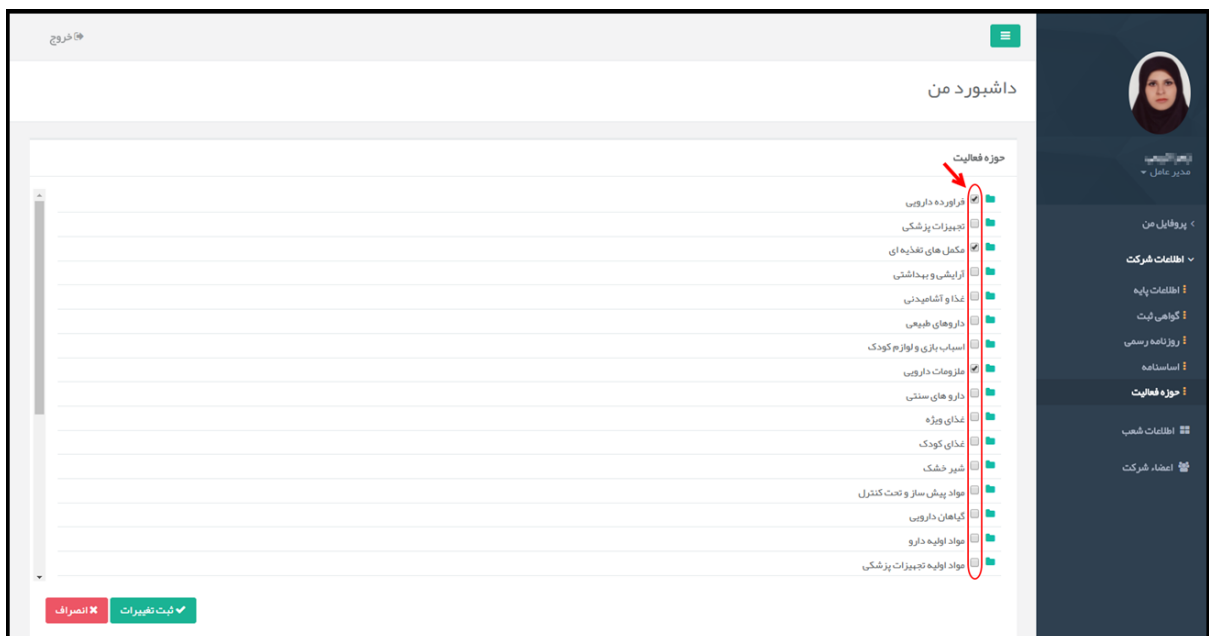 خروج
داشبورد من
حوزه فعالیت
فراورده دارویی
تجهیزات پزشکی
مکمل های تغذیه ای
آرایشی و بهداشتی
غذا و آشامیدنی
داروهای طبیعی
اسباب بازی و لوازم کودک
ملزومات دارویی
دارو های سنتی
غذای ویژه
غذای کودک
شیر خشک
مواد پیش ساز و تحت کنترل
گیاهان دارویی
مواد اولیه دارو
مواد اولیه تجهیزات پزشکی
ثبت تغییرات
انصراف
مدیر عامل
پروفایل من
اطلاعات شرکت
اطلاعات پایه
گواهی ثبت
روزنامه رسمی
اساسنامه
حوزه فعالیت
اطلاعات شعب
اعضاء شرکت